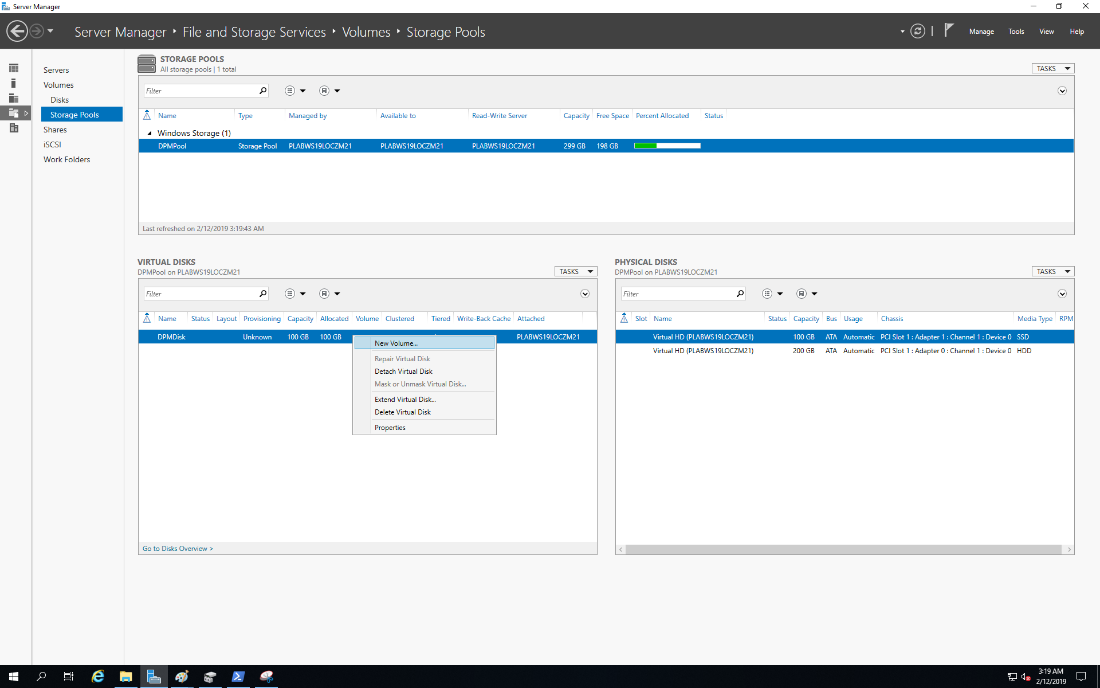 Server Manager
Server Manager ‣ File and Storage Services ‣ Volumes ‣ Storage Pools
Manage Tools View Help
Servers
Volumes
Disks
Storage Pools
Shares
iSCSI
Work Folders
STORAGE POOLS
All storage pools | 1 total
TASKS
Filter
Name Type Managed by Available to Read-Write Server Capacity Free Space Percent Allocated Status
Windows Storage (1)
DPMPool Storage Pool PLABWS19LOCZM21 PLABWS19LOCZM21 PLABWS19LOCZM21 299 GB 198 GB
Last refreshed on 2/12/2019 3:19:43 AM
VIRTUAL DISKS
DPMPool on PLABWS19LOCZM21
TASKS
Filter
Name Status Layout Provisioning Capacity Allocated Volume Clustered Tiered Write-Back Cache Attached
DPMDisk Unknown 100 GB 100 GB PLABWS19LOCZM21
New Volume...
Repair Virtual Disk
Detach Virtual Disk
Mask or Unmask Virtual Disk...
Extend Virtual Disk...
Delete Virtual Disk
Properties
Go to Disks Overview >
PHYSICAL DISKS
DPMPool on PLABWS19LOCZM21
TASKS
Filter
Slot Name Status Capacity Bus Usage Chassis Media Type RPM
Virtual HD (PLABWS19LOCZM21) 100 GB ATA Automatic PCI Slot 1 : Adapter 1 : Channel 1 : Device 0 SSD
Virtual HD (PLABWS19LOCZM21) 200 GB ATA Automatic PCI Slot 1 : Adapter 0 : Channel 1 : Device 0 HDD
3:19 AM
2/12/2019